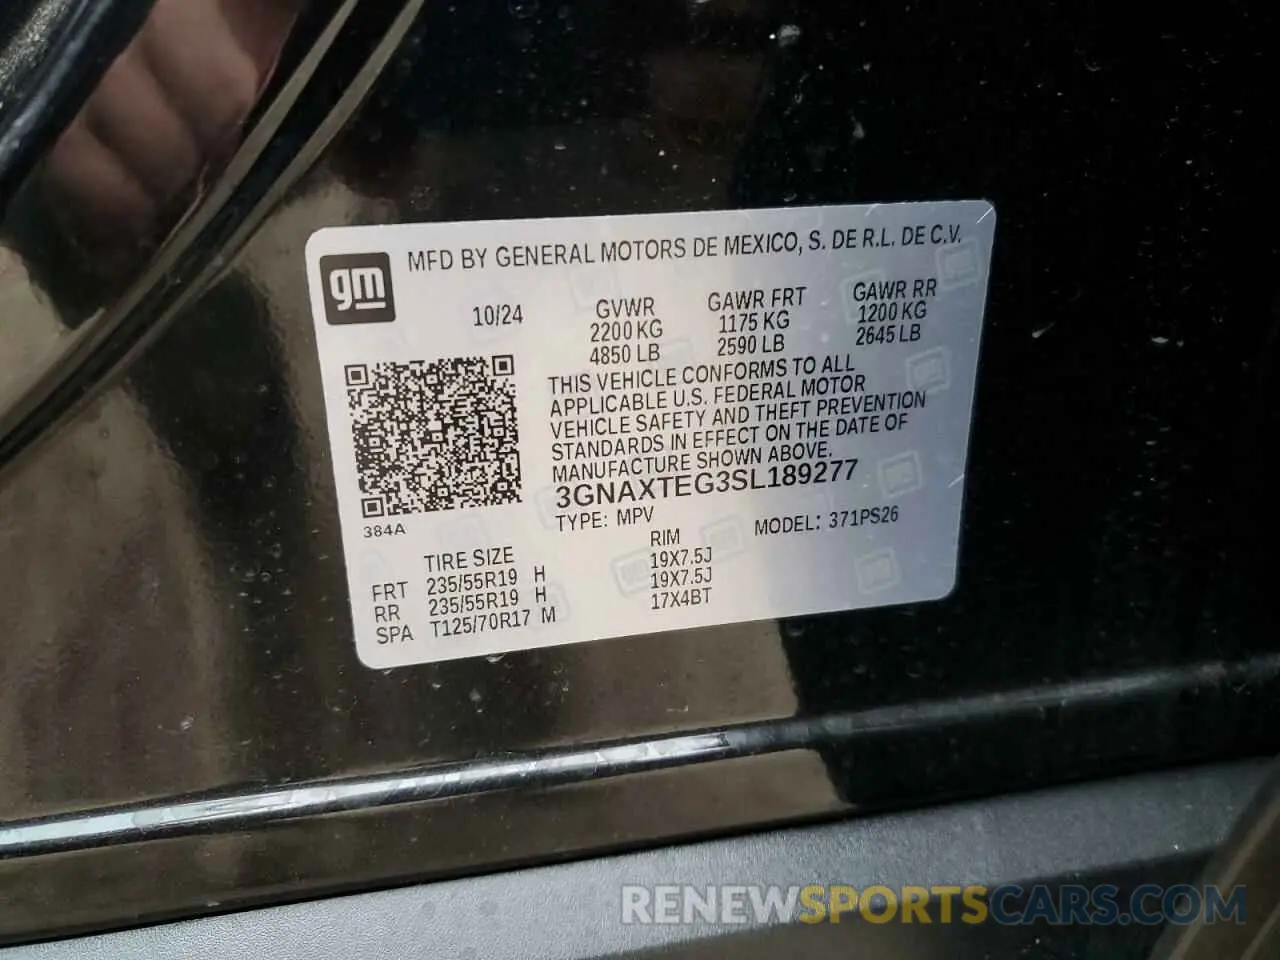 gm
MFD BY GENERAL MOTORS DE MEXICO, S. DE R.L. DE C.V.
10/24 GVWR GAWR FRT GAWR RR
2200 KG 1175 KG 1200 KG
4850 LB 2590 LB 2645 LB
THIS VEHICLE CONFORMS TO ALL
APPLICABLE U.S. FEDERAL MOTOR
VEHICLE SAFETY AND THEFT PREVENTION
STANDARDS IN EFFECT ON THE DATE OF
MANUFACTURE SHOWN ABOVE.
3GNAXTEG3SL189277
384A
TYPE: MPV MODEL: 371PS26
TIRE SIZE RIM
FRT 235/55R19 H 19X7.5J
RR 235/55R19 H 19X7.5J
SPA T125/70R17 M 17X4BT
RENEWSPORTSCARS.COM